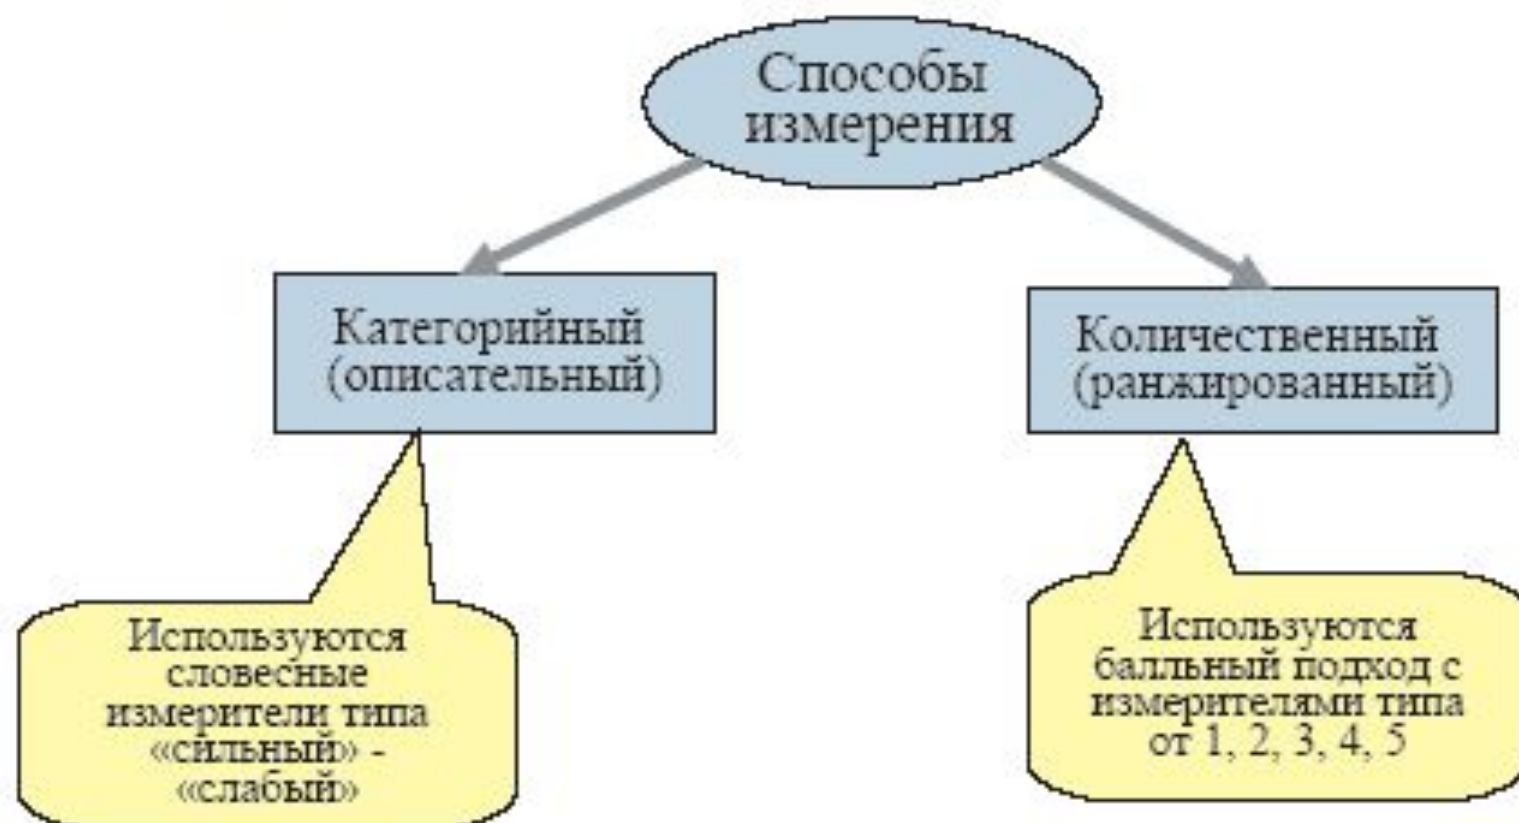 Способы
измерения
Категорийный
(описательный)
Количественный
(ранжированный)
Используются
словесные
измерители типа
«сильный» -
«слабый»
Используются
балльный подход с
измерителями типа
от 1, 2, 3, 4, 5